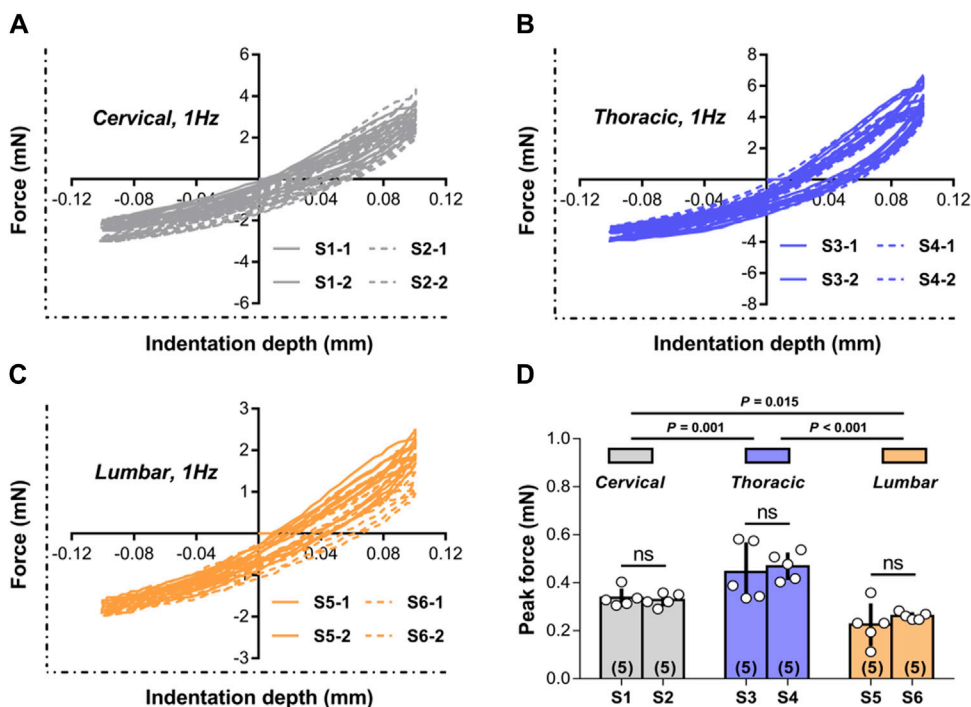 A
6
4
2
-2
-4
-6
-0.12
-0.08
-0.04
0.04
0.08
0.12
Cervical, 1Hz
Force (mN)
S1-1
S2-1
S1-2
S2-2
Indentation depth (mm)
B
8
6
4
2
-2
-4
-6
-8
-0.12
-0.08
-0.04
0.04
0.08
0.12
Thoracic, 1Hz
Force (mN)
S3-1
S4-1
S3-2
S4-2
Indentation depth (mm)
C
3
2
1
-3
-0.12
-0.08
-0.04
0.04
0.08
0.12
Lumbar, 1Hz
Force (mN)
S5-1
S6-1
S5-2
S6-2
Indentation depth (mm)
D
P = 0.015
P = 0.001
P < 0.001
1.0
0.8
0.6
0.4
0.2
0.0
Peak force (mN)
Cervical
Thoracic
Lumbar
ns
ns
ns
(5)
(5)
(5)
(5)
(5)
(5)
S1
S2
S3
S4
S5
S6